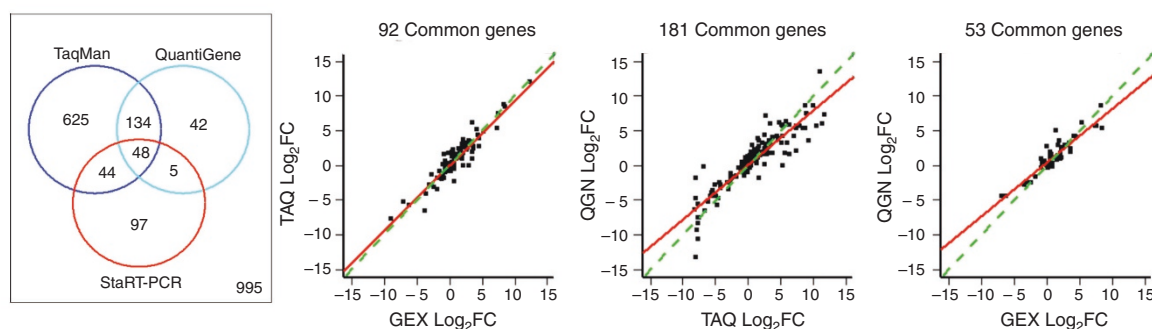 TaqMan
QuantiGene
625
134
42
48
44
5
97
StaRT-PCR
995
92 Common genes
15
10
5
0
−5
−10
−15
TAQ Log₂FC
−15 −10 −5 0 5 10 15
GEX Log₂FC
181 Common genes
15
10
5
0
−5
−10
−15
QGN Log₂FC
−15 −10 −5 0 5 10 15
TAQ Log₂FC
53 Common genes
15
10
5
0
−5
−10
−15
QGN Log₂FC
−15 −10 −5 0 5 10 15
GEX Log₂FC